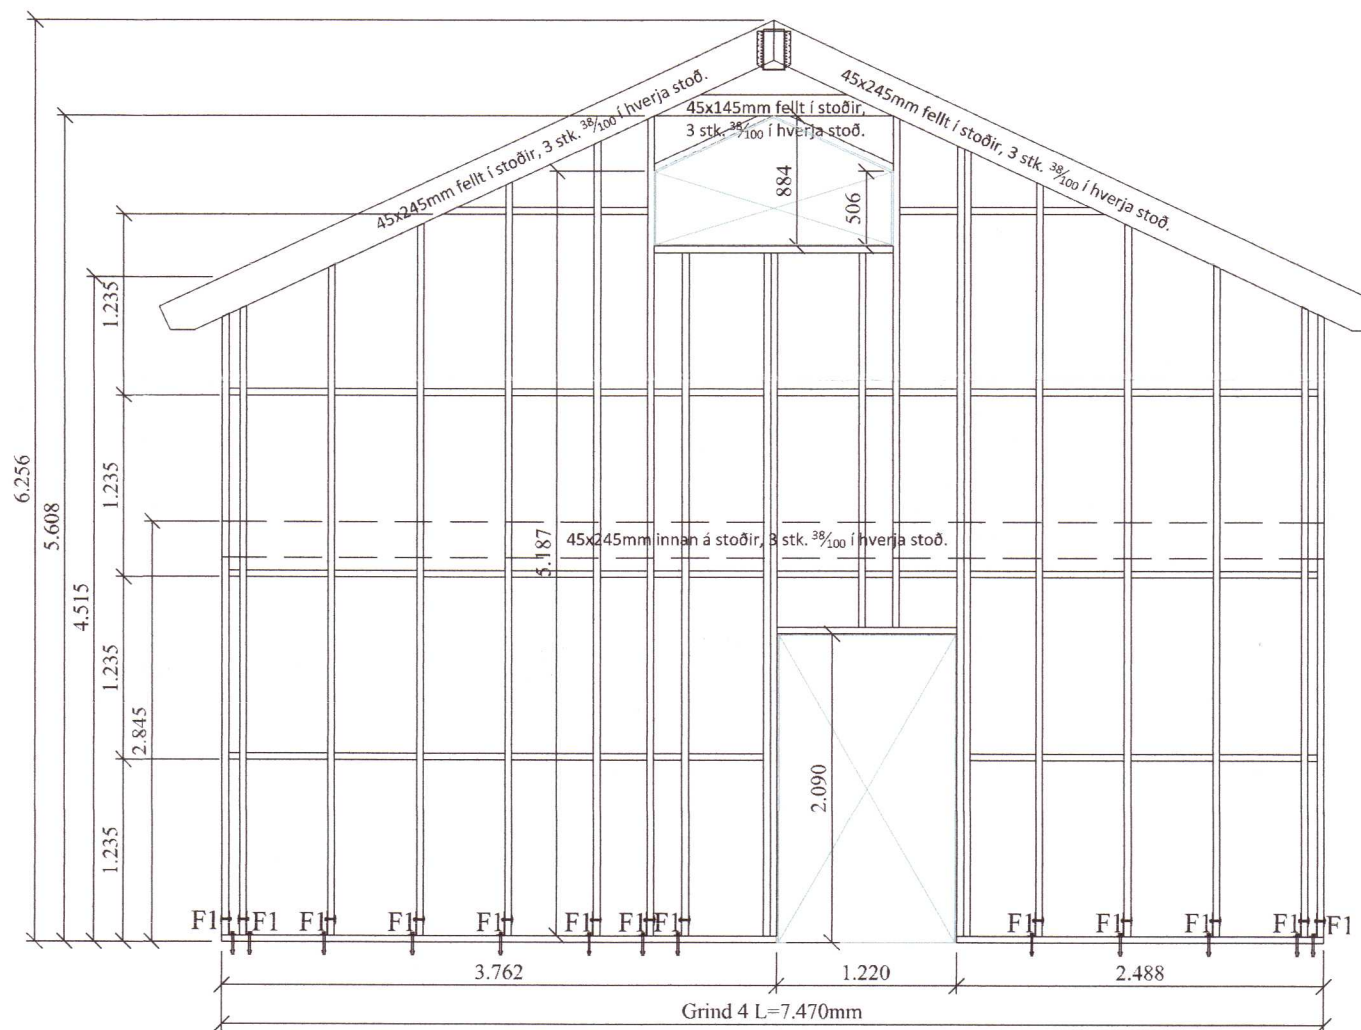 45x245mm fellt í stoðir, 3 stk. 38/100 í hverja stoð.
45x145mm fellt í stoðir,
3 stk. 38/100 í hverja stoð.
45x245mm fellt í stoðir, 3 stk. 38/100 í hverja stoð.
884
506
1.235
6.256
5.608
4.515
1.235
5.187
45x245mm innan á stoðir, 3 stk. 38/100 í hverja stoð.
1.235
2.845
2.090
1.235
F1 F1 F1 F1 F1 F1 F1 F1 F1 F1 F1 F1 F1
3.762 1.220 2.488
Grind 4 L=7.470mm